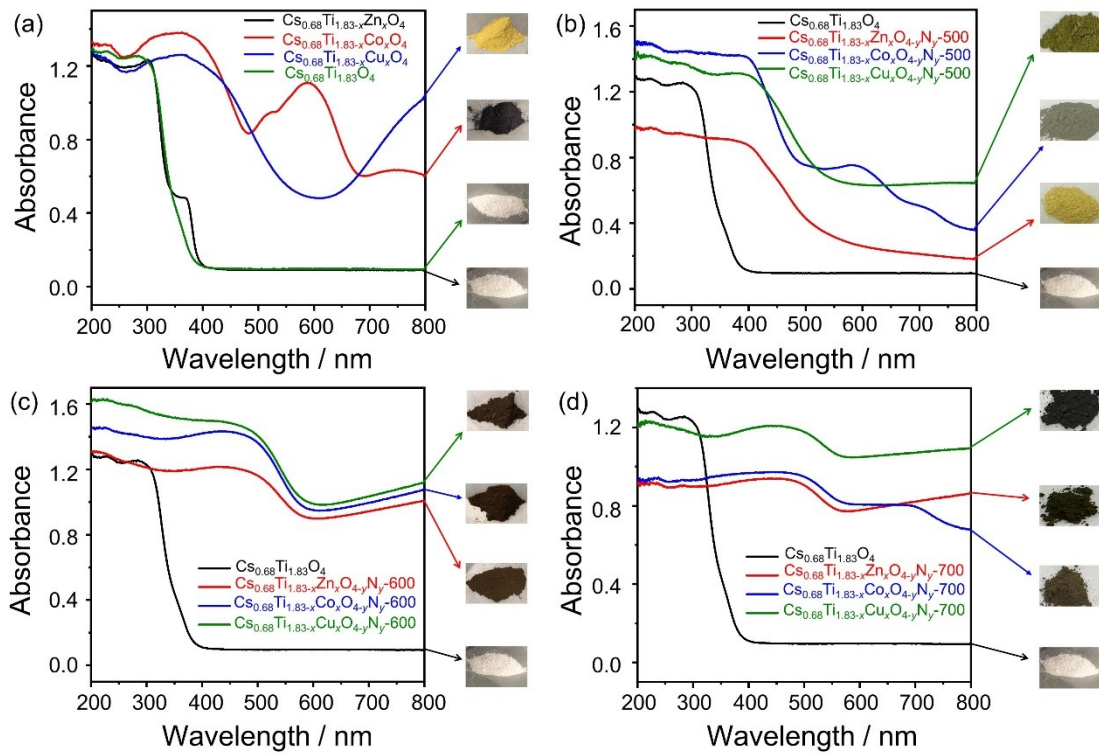 (a)
Cs0.68Ti1.83-xZnxO4
Cs0.68Ti1.83-xCoxO4
Cs0.68Ti1.83-xCuxO4
Cs0.68Ti1.83O4
1.2
0.8
0.4
0.0
Absorbance
200 300 400 500 600 700 800
Wavelength / nm
(b)
Cs0.68Ti1.83O4
Cs0.68Ti1.83-xZnxO4-yNy-500
Cs0.68Ti1.83-xCoxO4-yNy-500
Cs0.68Ti1.83-xCuxO4-yNy-500
1.6
1.2
0.8
0.4
0.0
Absorbance
200 300 400 500 600 700 800
Wavelength / nm
(c)
1.6
1.2
0.8
0.4
0.0
Absorbance
Cs0.68Ti1.83O4
Cs0.68Ti1.83-xZnxO4-yNy-600
Cs0.68Ti1.83-xCoxO4-yNy-600
Cs0.68Ti1.83-xCuxO4-yNy-600
200 300 400 500 600 700 800
Wavelength / nm
(d)
1.2
0.8
0.4
0.0
Absorbance
Cs0.68Ti1.83O4
Cs0.68Ti1.83-xZnxO4-yNy-700
Cs0.68Ti1.83-xCoxO4-yNy-700
Cs0.68Ti1.83-xCuxO4-yNy-700
200 300 400 500 600 700 800
Wavelength / nm